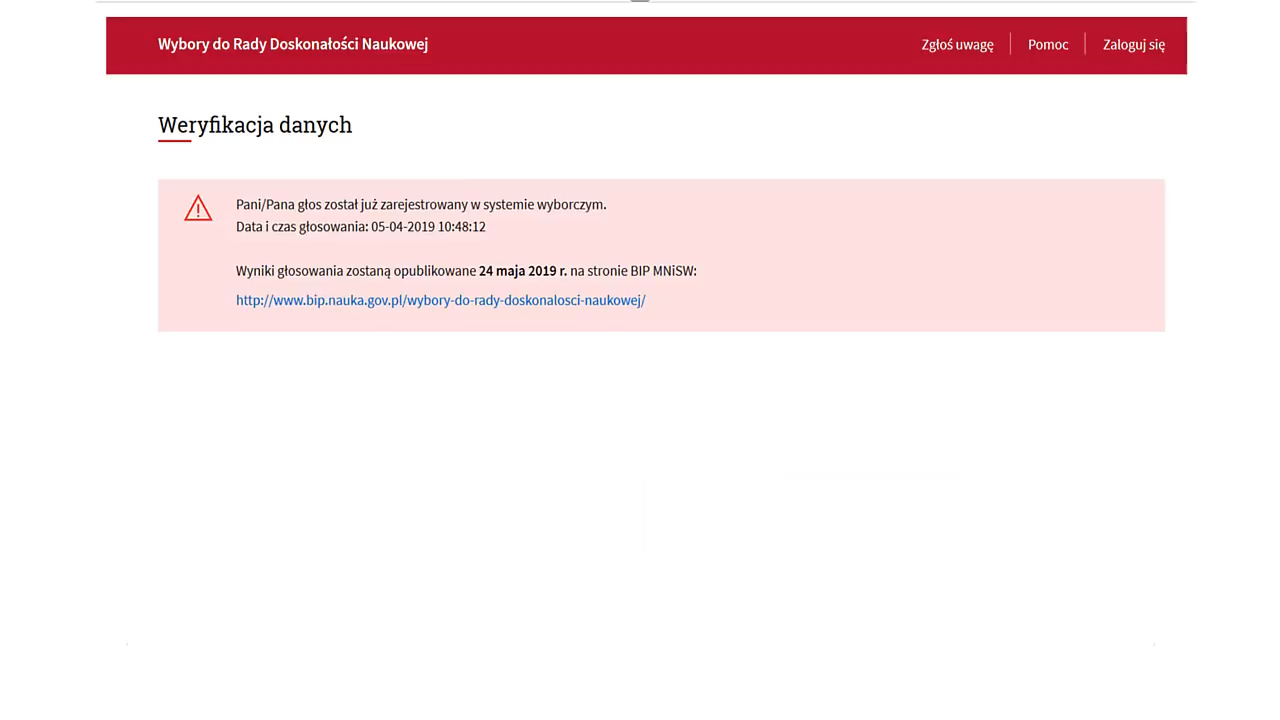 Wybory do Rady Doskonałości Naukowej
Zgłoś uwagę
Pomoc
Zaloguj się
Weryfikacja danych
Pani/Pana głos został już zarejestrowany w systemie wyborczym.
Data i czas głosowania: 05-04-2019 10:48:12
Wyniki głosowania zostaną opublikowane 24 maja 2019 r. na stronie BIP MNiSW:
http://www.bip.nauka.gov.pl/wybory-do-rady-doskonalosci-naukowej/